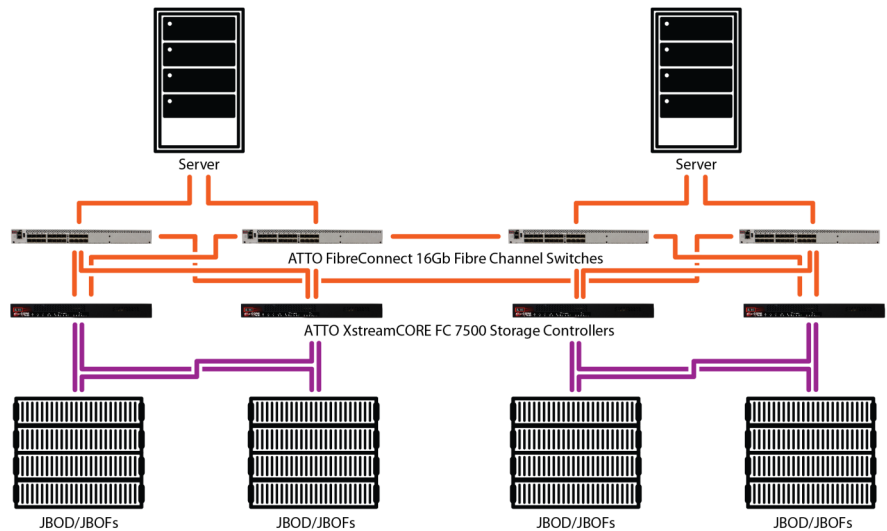 Server
Server
ATTO FibreConnect 16Gb Fibre Channel Switches
ATTO XstreamCORE FC 7500 Storage Controllers
JBOD/JBOFs
JBOD/JBOFs
JBOD/JBOFs
JBOD/JBOFs